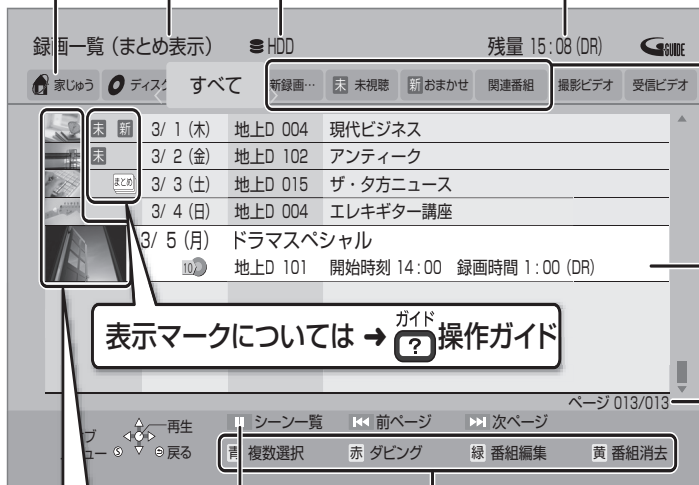 録画一覧 (まとめ表示) HDD 残量 15:08 (DR) GGUIDE
家じゅう ディスク すべて 新録画… 未 未視聴 新 おまかせ 関連番組 撮影ビデオ 受信ビデオ
未 新 3/ 1 (木) 地上D 004 現代ビジネス
未 3/ 2 (金) 地上D 102 アンティーク
まとめ 3/ 3 (土) 地上D 015 ザ・夕方ニュース
3/ 4 (日) 地上D 004 エレキギター講座
3/ 5 (月) ドラマスペシャル
10 地上D 101 開始時刻 14:00 録画時間 1:00 (DR)
表示マークについては → ガイド ? 操作ガイド
ページ 013/013
再生 シーン一覧 前ページ 次ページ
S 戻る 青 複数選択 赤 ダビング 緑 番組編集 黄 番組消去